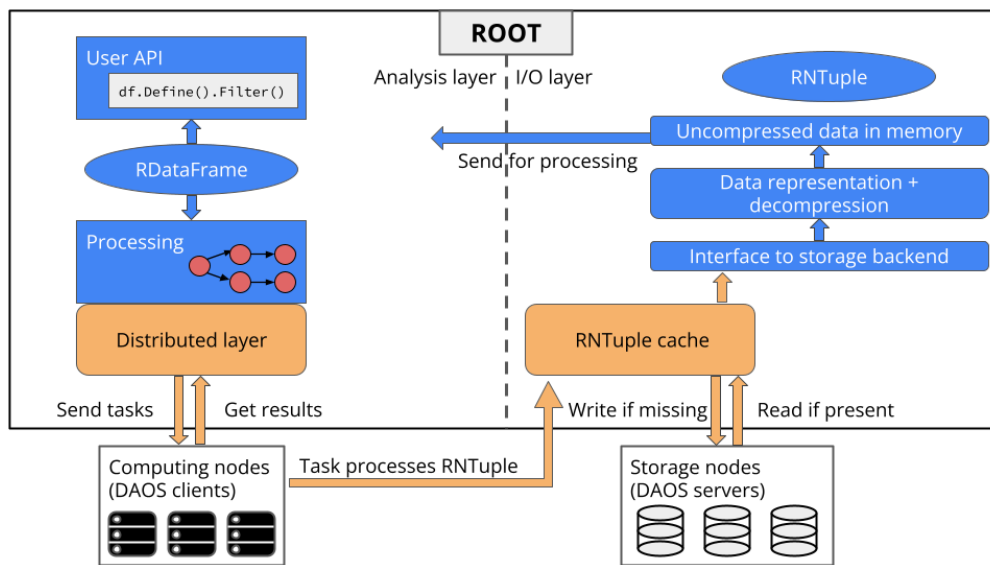 ROOT
User API
df.Define().Filter()
RDataFrame
Processing
Distributed layer
Send tasks
Get results
Computing nodes
(DAOS clients)
Analysis layer
I/O layer
RNTuple
Uncompressed data in memory
Send for processing
Data representation +
decompression
Interface to storage backend
RNTuple cache
Write if missing
Read if present
Task processes RNTuple
Storage nodes
(DAOS servers)